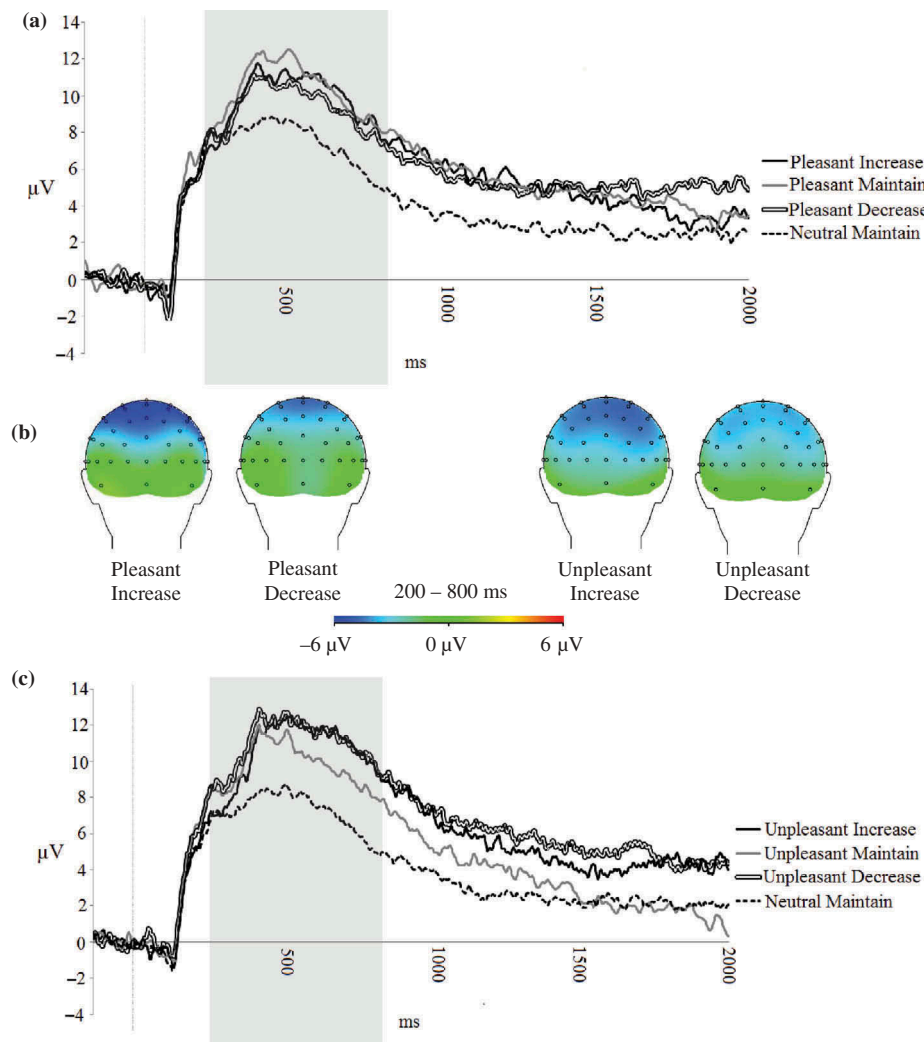 (a)
14
12
10
8
6
µV
4
2
0
−2
−4
500
1000
1500
2000
ms
Pleasant Increase
Pleasant Maintain
Pleasant Decrease
Neutral Maintain
(b)
Pleasant
Increase
Pleasant
Decrease
Unpleasant
Increase
Unpleasant
Decrease
200 – 800 ms
−6 µV
0 µV
6 µV
(c)
14
12
10
8
6
µV
4
2
0
−2
−4
500
1000
1500
2000
ms
Unpleasant Increase
Unpleasant Maintain
Unpleasant Decrease
Neutral Maintain